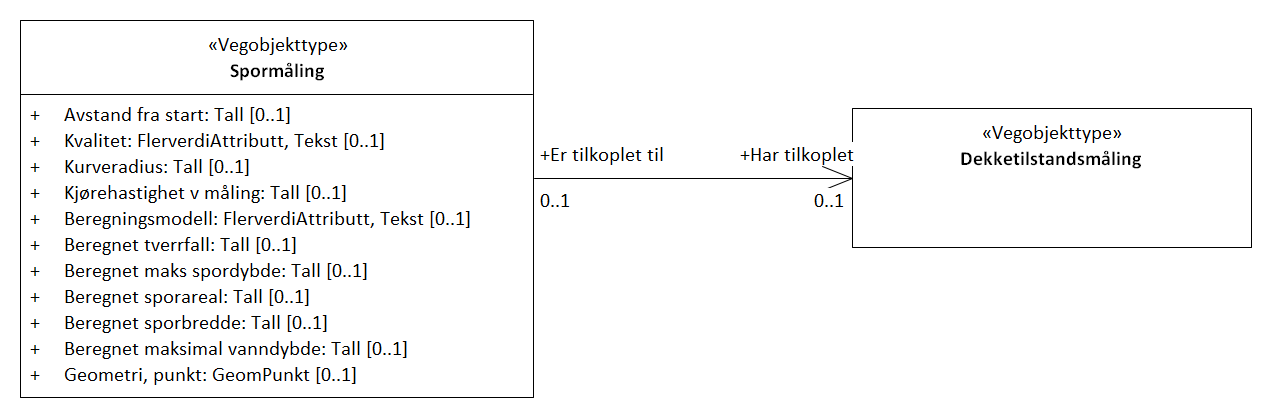 «Vegobjekttype»
Spormåling
+ Avstand fra start: Tall [0..1]
+ Kvalitet: FlerverdiAttributt, Tekst [0..1]
+ Kurveradius: Tall [0..1]
+ Kjørehastighet v måling: Tall [0..1]
+ Beregningsmodell: FlerverdiAttributt, Tekst [0..1]
+ Beregnet tverrfall: Tall [0..1]
+ Beregnet maks spordybde: Tall [0..1]
+ Beregnet sporareal: Tall [0..1]
+ Beregnet sporbredde: Tall [0..1]
+ Beregnet maksimal vanndybde: Tall [0..1]
+ Geometri, punkt: GeomPunkt [0..1]
+Er tilkoplet til
0..1
+Har tilkoplet
0..1
«Vegobjekttype»
Dekketilstandsmåling